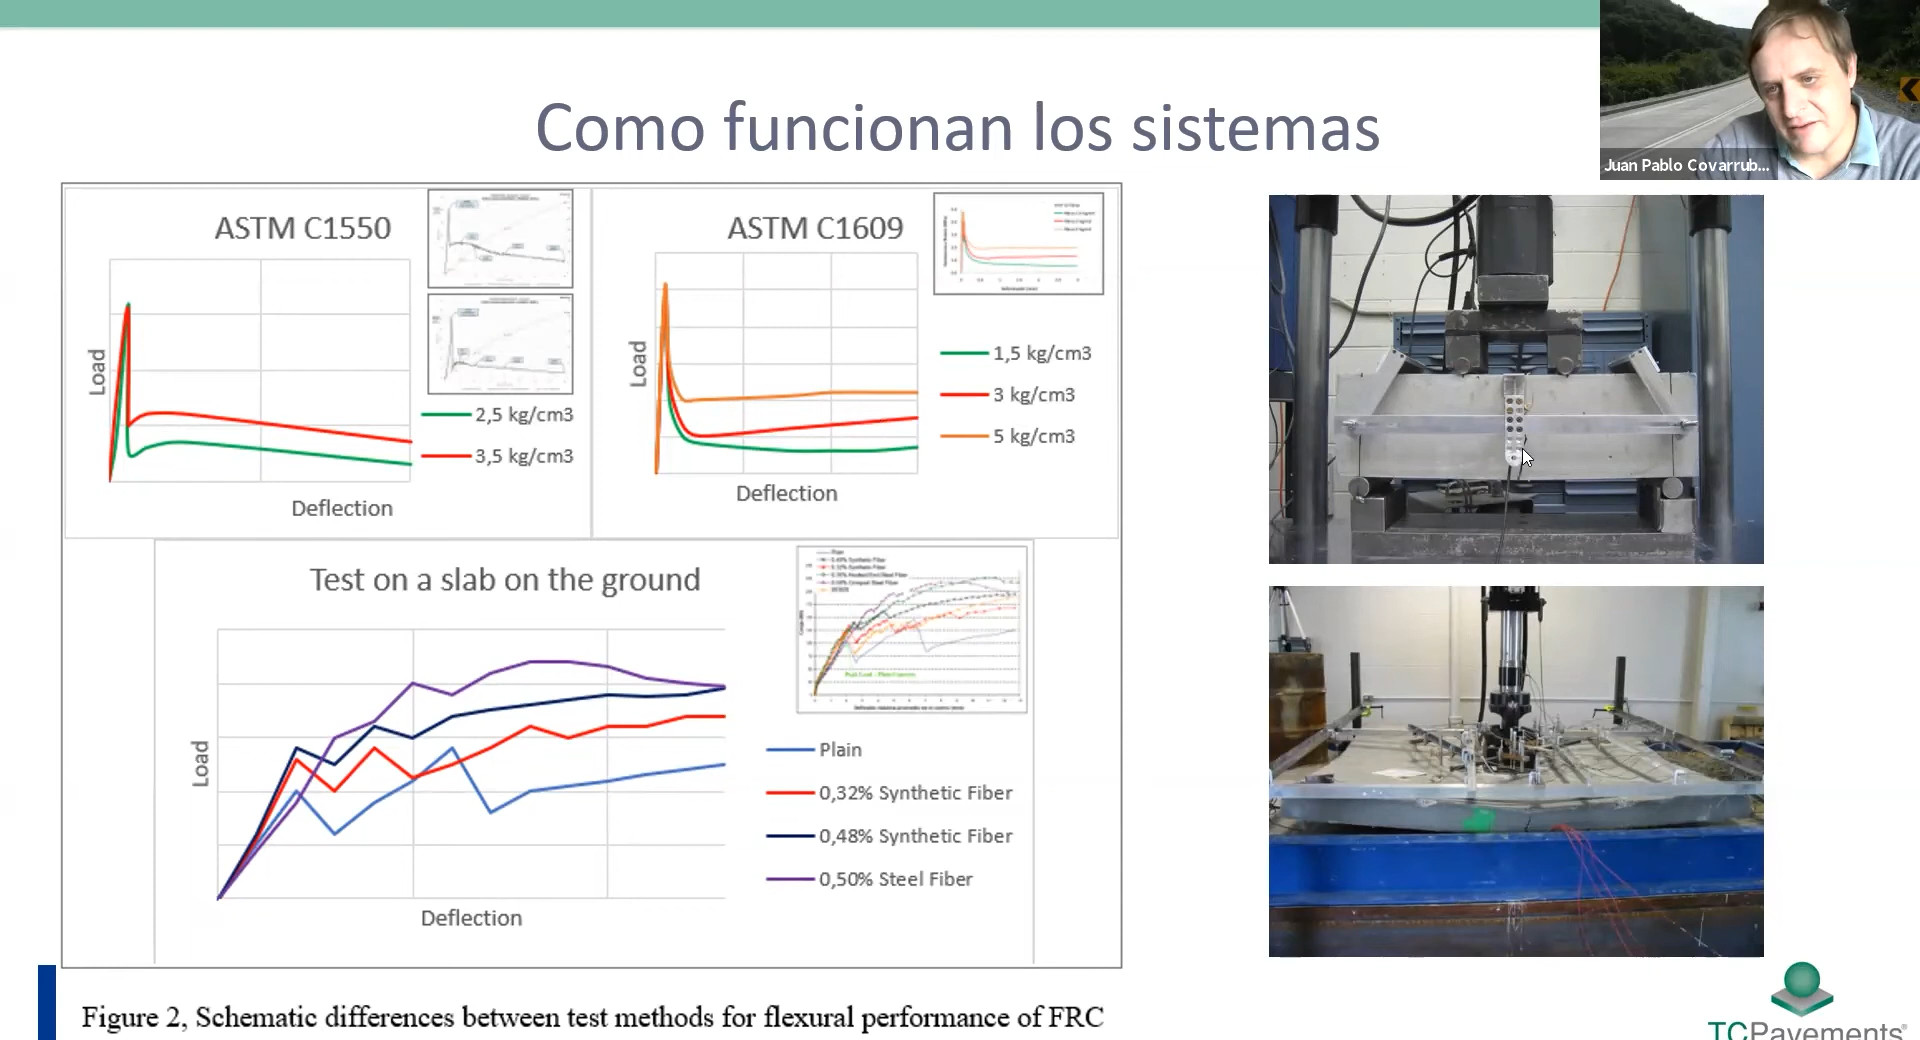 Como funcionan los sistemas
Juan Pablo Covarrub...
ASTM C1550
Load
Deflection
2,5 kg/cm3
3,5 kg/cm3
ASTM C1609
Load
Deflection
1,5 kg/cm3
3 kg/cm3
5 kg/cm3
Test on a slab on the ground
Load
Deflection
Plain
0,32% Synthetic Fiber
0,48% Synthetic Fiber
0,50% Steel Fiber
Figure 2, Schematic differences between test methods for flexural performance of FRC
TCPavements®